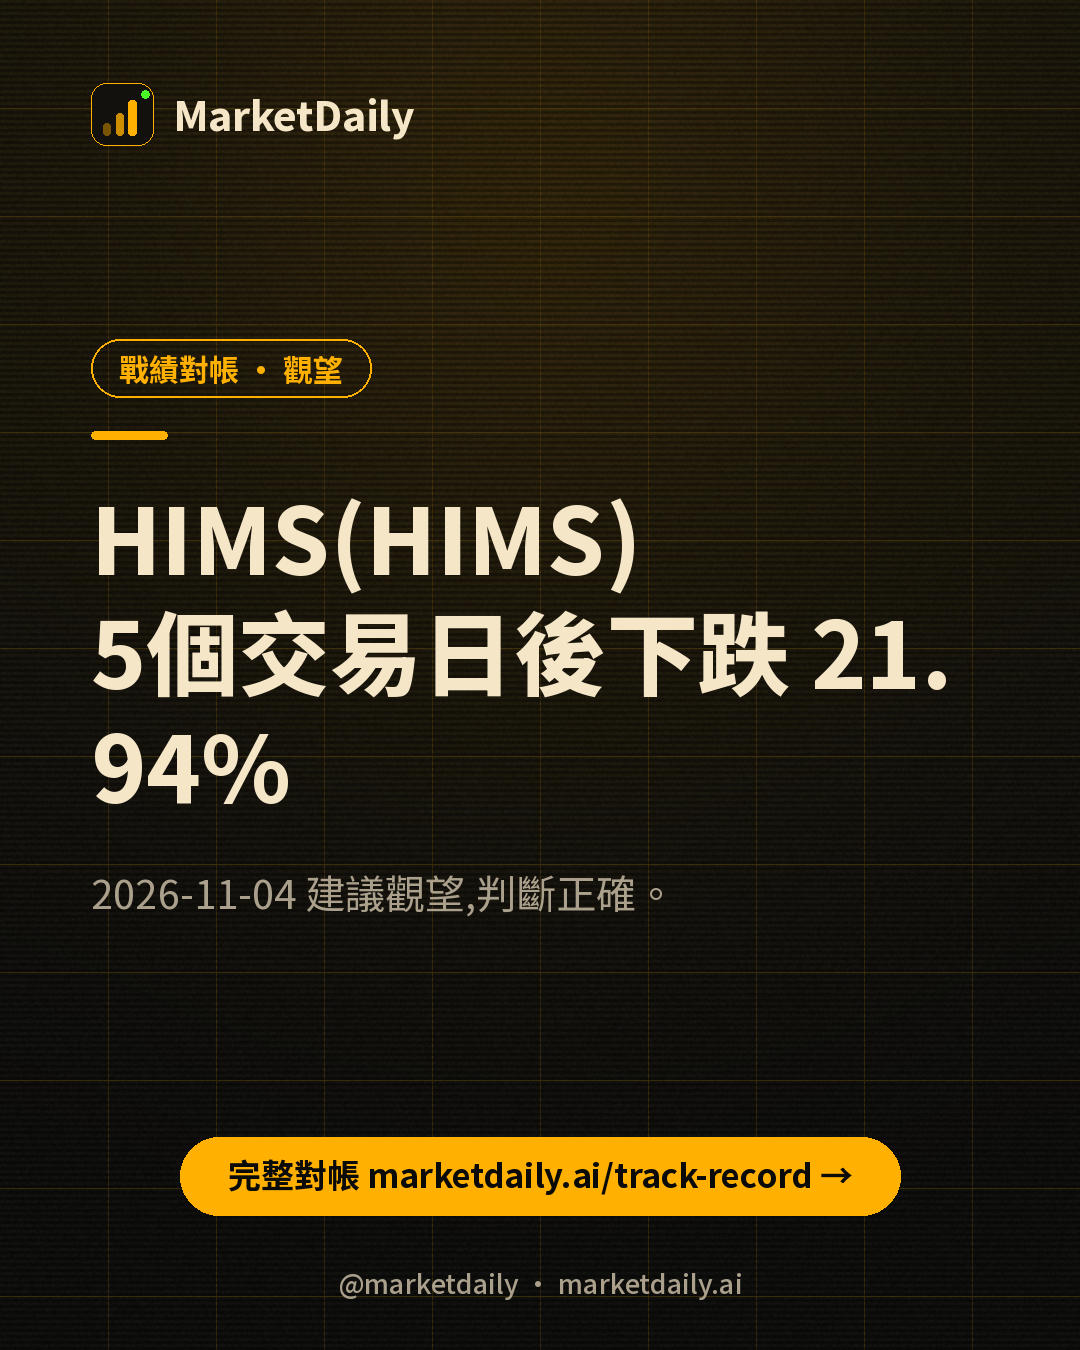 MarketDaily
戰績對帳 · 觀望
HIMS(HIMS)
5個交易日後下跌 21.
94%
2026-11-04 建議觀望,判斷正確。
完整對帳 marketdaily.ai/track-record →
@marketdaily · marketdaily.ai